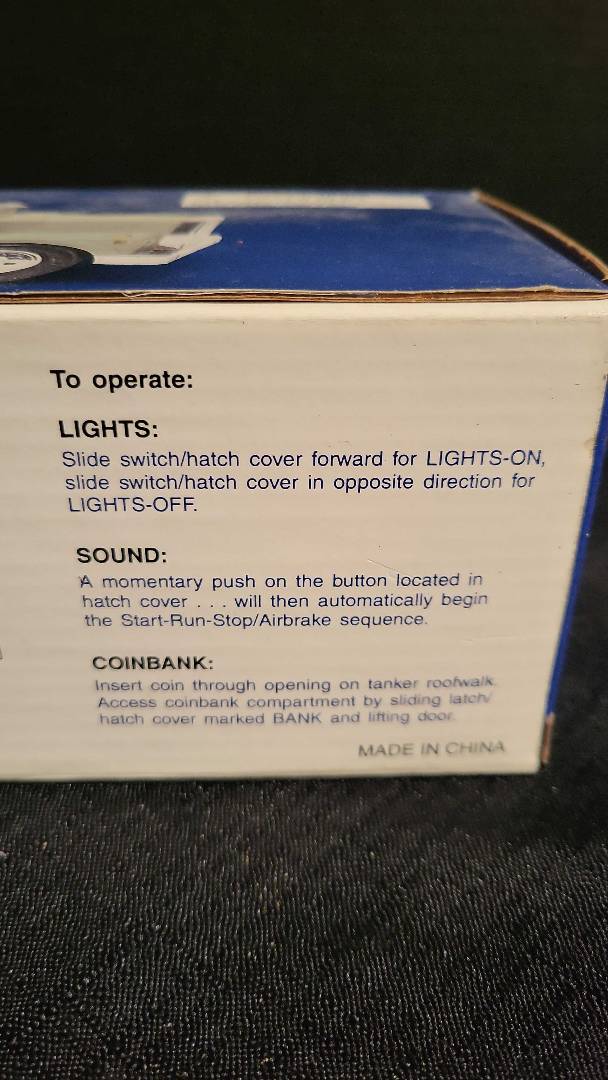 To operate:
LIGHTS:
Slide switch/hatch cover forward for LIGHTS-ON,
slide switch/hatch cover in opposite direction for
LIGHTS-OFF.
SOUND:
A momentary push on the button located in
hatch cover . . . will then automatically begin
the Start-Run-Stop/Airbrake sequence.
COINBANK:
Insert coin through opening on tanker roofwalk.
Access coinbank compartment by sliding latch/
hatch cover marked BANK and lifting door.
MADE IN CHINA